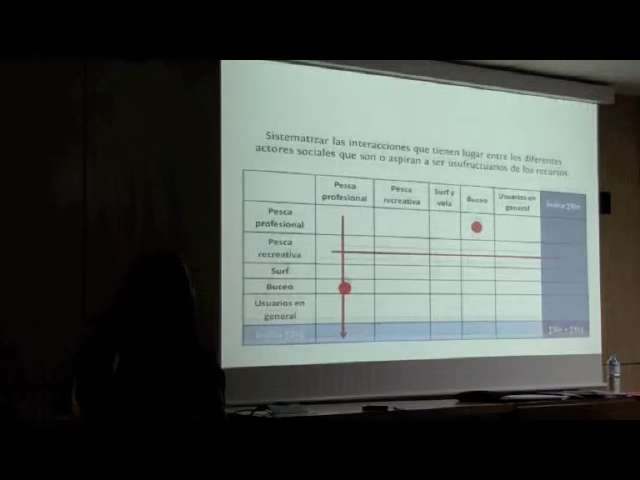 Sistematizar las interacciones que tienen lugar entre los diferentes
actores sociales que son o aspiran a ser usufructuarios de los recursos
Pesca profesional
Pesca recreativa
Surf y vela
Buceo
Usuarios en general
Pesca profesional
Pesca recreativa
Surf
Buceo
Usuarios en general